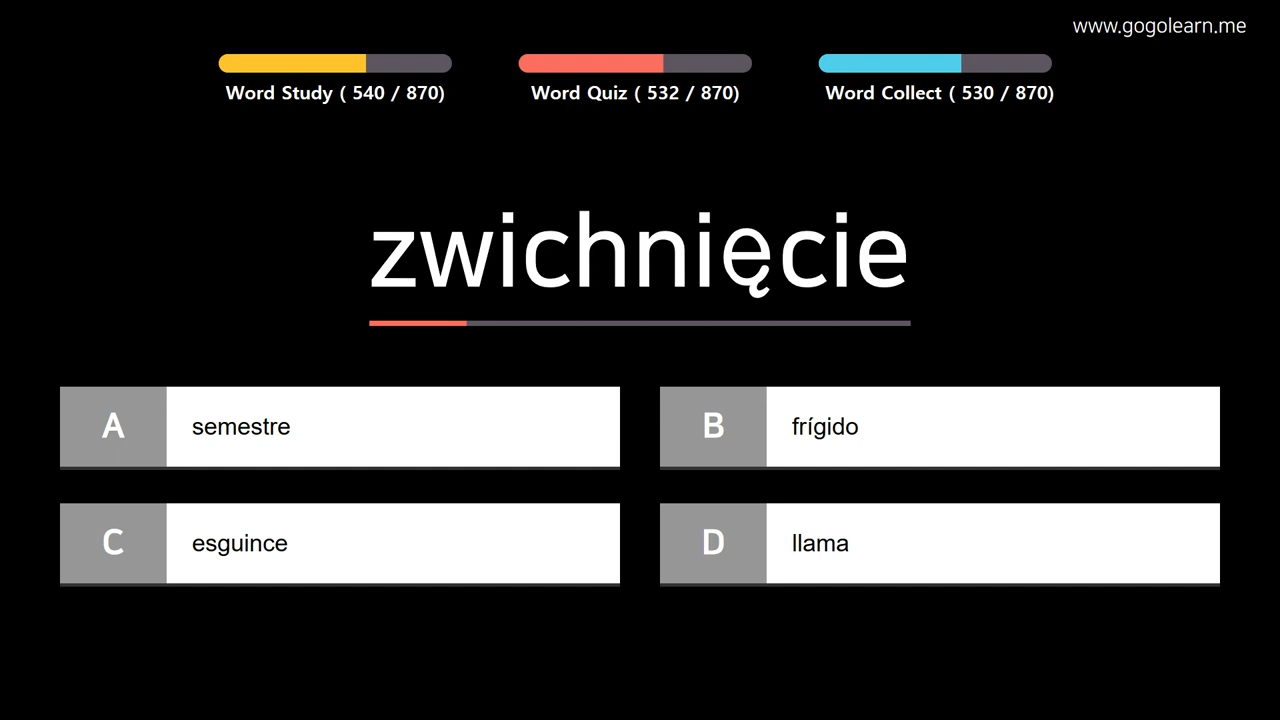 www.gogolearn.me
Word Study ( 540 / 870)
Word Quiz ( 532 / 870)
Word Collect ( 530 / 870)
zwichnięcie
A semestre
B frígido
C esguince
D llama